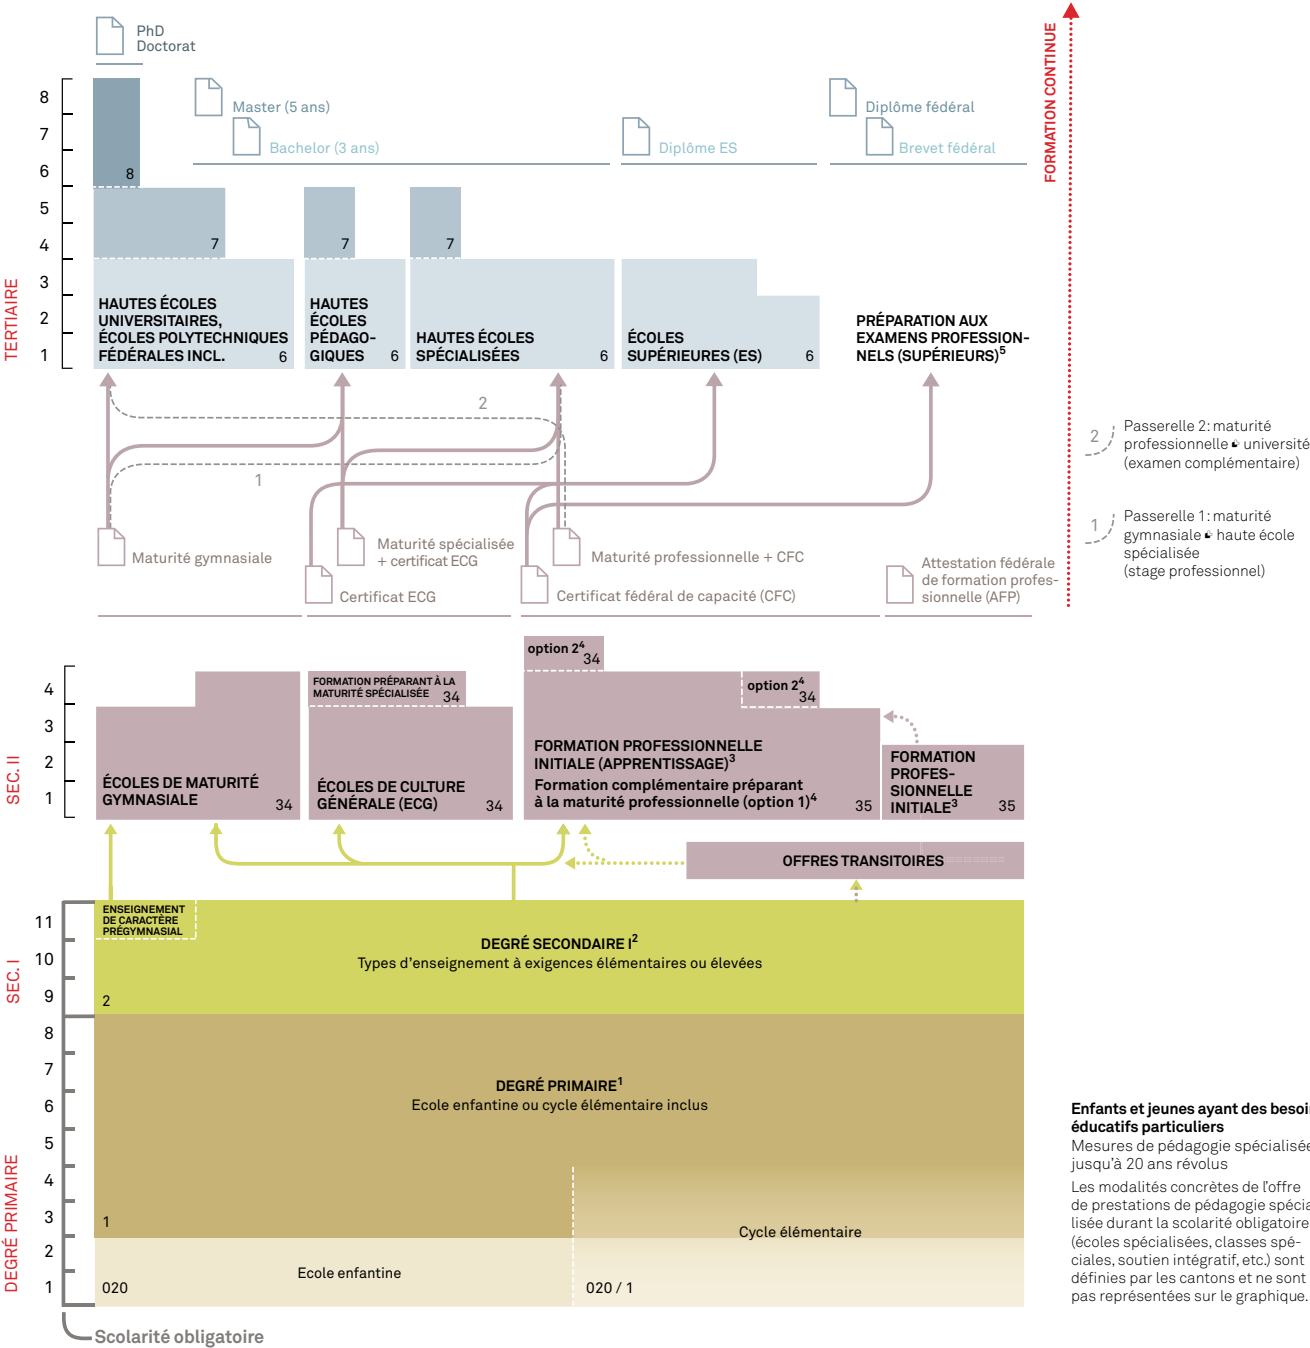 PhD
Doctorat
FORMATION CONTINUE
Master (5 ans)
Bachelor (3 ans)
Diplôme ES
Diplôme fédéral
Brevet fédéral
TERTIAIRE
8
7
6
5
4
3
2
1
8
7
7
7
HAUTES ÉCOLES
UNIVERSITAIRES,
ÉCOLES POLYTECHNIQUES
FÉDÉRALES INCL. 6
HAUTES
ÉCOLES
PÉDAGO-
GIQUES 6
HAUTES ÉCOLES
SPÉCIALISÉES 6
ÉCOLES
SUPÉRIEURES (ES) 6
PRÉPARATION AUX
EXAMENS PROFESSION-
NELS (SUPÉRIEURS)5
2
1
2
Passerelle 2: maturité
professionnelle université
(examen complémentaire)
1
Passerelle 1: maturité
gymnasiale haute école
spécialisée
(stage professionnel)
Maturité gymnasiale
Maturité spécialisée
+ certificat ECG
Certificat ECG
Maturité professionnelle + CFC
Certificat fédéral de capacité (CFC)
Attestation fédérale
de formation profes-
sionnelle (AFP)
SEC. II
4
3
2
1
ÉCOLES DE MATURITÉ
GYMNASIALE 34
FORMATION PRÉPARANT À LA
MATURITÉ SPÉCIALISÉE 34
ÉCOLES DE CULTURE
GÉNÉRALE (ECG) 34
option 24
34
option 24
34
FORMATION PROFESSIONNELLE
INITIALE (APPRENTISSAGE)3
Formation complémentaire préparant
à la maturité professionnelle (option 1)4 35
FORMATION
PROFES-
SIONNELLE
INITIALE3 35
OFFRES TRANSITOIRES
SEC. I
11
10
9
ENSEIGNEMENT
DE CARACTÈRE
PRÉGYMNASIAL
DEGRÉ SECONDAIRE I2
Types d'enseignement à exigences élémentaires ou élevées
2
DEGRÉ PRIMAIRE
8
7
6
5
4
3
2
1
DEGRÉ PRIMAIRE1
Ecole enfantine ou cycle élémentaire inclus
1
Cycle élémentaire
Ecole enfantine
020
020 / 1
Scolarité obligatoire
Enfants et jeunes ayant des besoi
éducatifs particuliers
Mesures de pédagogie spécialisée
jusqu'à 20 ans révolus
Les modalités concrètes de l'offre
de prestations de pédagogie spécia
lisée durant la scolarité obligatoire
(écoles spécialisées, classes spé-
ciales, soutien intégratif, etc.) sont
définies par les cantons et ne sont
pas représentées sur le graphique.